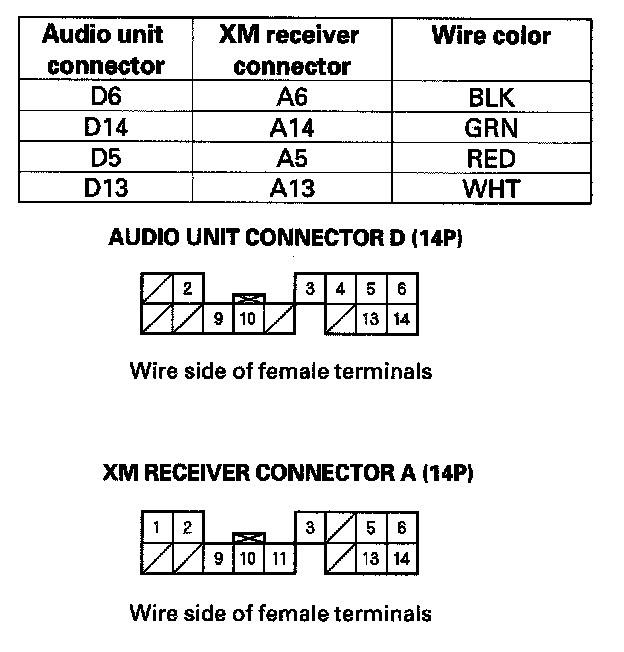 Audio unit connector XM receiver connector Wire color
D6 A6 BLK
D14 A14 GRN
D5 A5 RED
D13 A13 WHT
AUDIO UNIT CONNECTOR D (14P)
2 3 4 5 6
9 10 13 14
Wire side of female terminals
XM RECEIVER CONNECTOR A (14P)
1 2 3 5 6
9 10 11 13 14
Wire side of female terminals